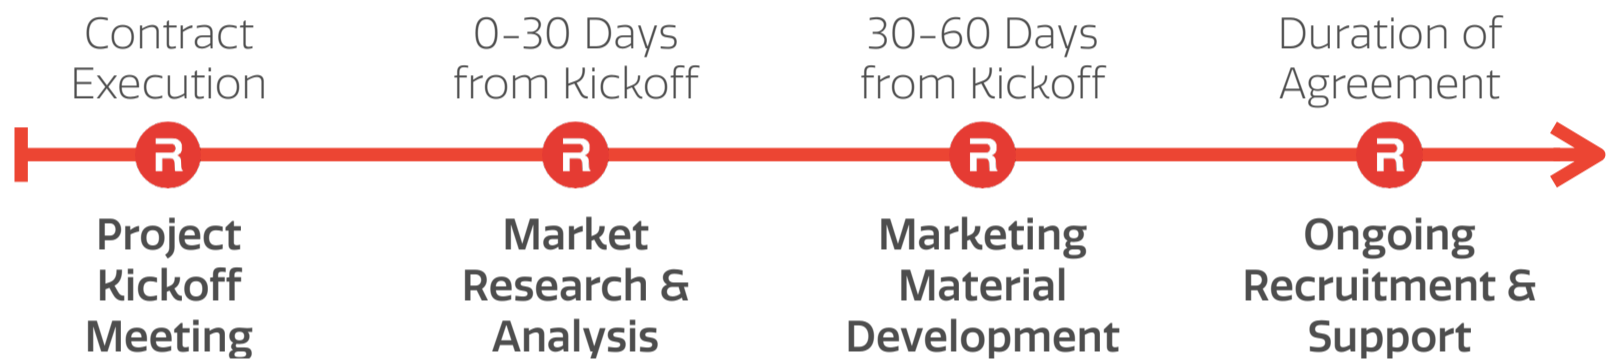 Contract
Execution
0-30 Days
from Kickoff
30-60 Days
from Kickoff
Duration of
Agreement
R
R
R
R
Project
Kickoff
Meeting
Market
Research &
Analysis
Marketing
Material
Development
Ongoing
Recruitment &
Support